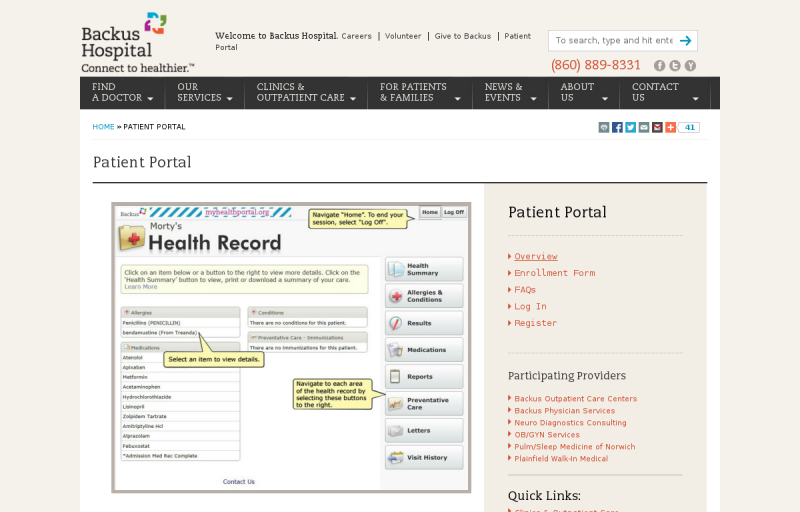 Backus
Hospital
Connect to healthier.™
Welcome to Backus Hospital. Careers | Volunteer | Give to Backus | Patient
Portal
To search, type and hit ente
(860) 889-8331
FIND
A DOCTOR
OUR
SERVICES
CLINICS &
OUTPATIENT CARE
FOR PATIENTS
& FAMILIES
NEWS &
EVENTS
ABOUT
US
CONTACT
US
HOME » PATIENT PORTAL
41
Patient Portal
Backus
myhealthportal.org
Navigate "Home". To end your
session, select "Log Off".
Home
Log Off
Morty's
Health Record
Click on an item below or a button to the right to view more details. Click on the
'Health Summary' button to view, print or download a summary of your care.
Learn More
Allergies
Penicillins (PENICILLIN)
bendamustine (From Treanda)
Conditions
There are no conditions for this patient.
Preventative Care - Immunizations
There are no immunizations for this patient.
Select an item to view details.
Medications
Atenolol
Apixaban
Metformin
Acetaminophen
Hydrochlorothiazide
Lisinopril
Zolpidem Tartrate
Amitriptyline Hcl
Alprazolam
Febuxostat
*Admission Med Rec Complete
Navigate to each area
of the health record by
selecting these buttons
to the right.
Health
Summary
Allergies &
Conditions
Results
Medications
Reports
Preventative
Care
Letters
Visit History
Contact Us
Patient Portal
Overview
Enrollment Form
FAQs
Log In
Register
Participating Providers
Backus Outpatient Care Centers
Backus Physician Services
Neuro Diagnostics Consulting
OB/GYN Services
Pulm/Sleep Medicine of Norwich
Plainfield Walk-In Medical
Quick Links:
Clinics & Outpatient Care